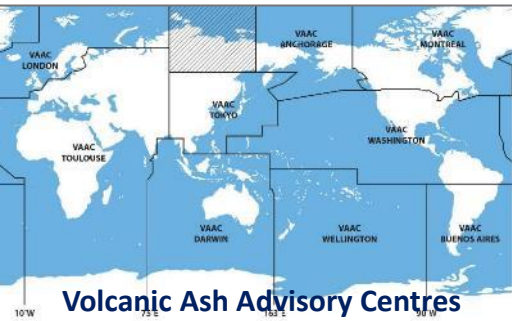 VAAC
LONDON
VAAC
ANCHORAGE
VAAC
MONTREAL
VAAC
TOKYO
VAAC
TOULOUSE
VAAC
WASHINGTON
VAAC
DARWIN
VAAC
WELLINGTON
VAAC
BUENOS AIRES
10°W
75°E
163°E
90°W
Volcanic Ash Advisory Centres